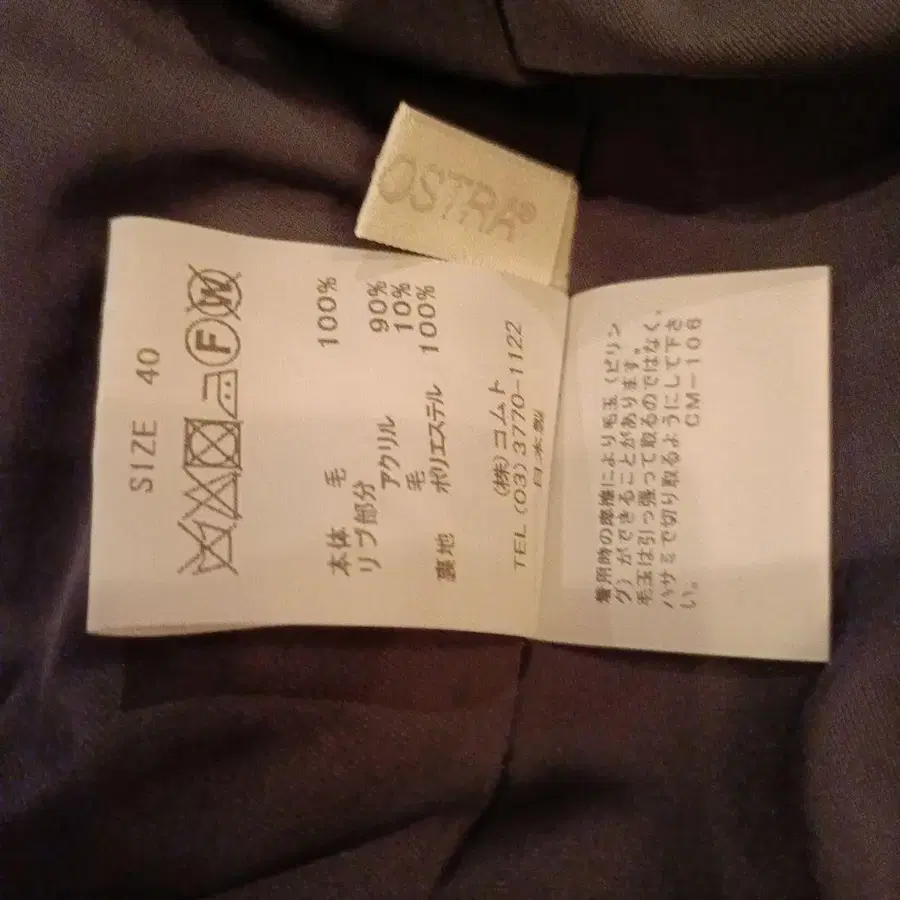 OSTRA®
SIZE 40
F
W
本体 毛 100%
リブ部分
アクリル 90%
毛 10%
裏地 ポリエステル 100%
(株)コムト
TEL (03)3770-1122
日本製
着用時の摩擦により毛玉(ピリン
グ)ができることがあります。
毛玉は引っ張って取るのではなく、
ハサミで切り取るようにして下さ
い。
CM-106